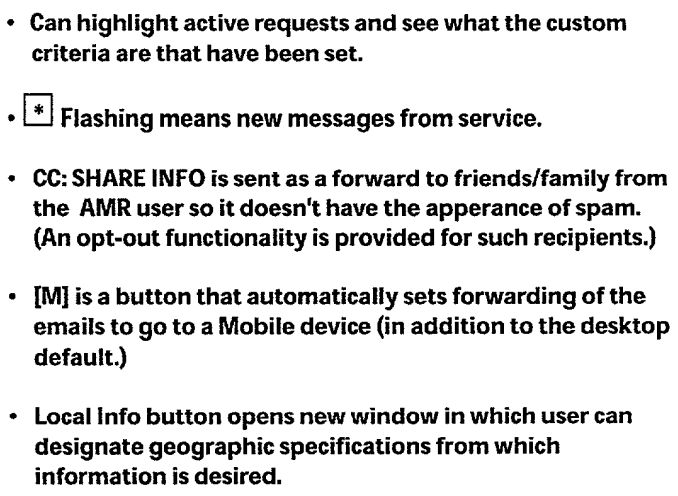 • Can highlight active requests and see what the custom
criteria are that have been set.
• * Flashing means new messages from service.
• CC: SHARE INFO is sent as a forward to friends/family from
the AMR user so it doesn't have the apperance of spam.
(An opt-out functionality is provided for such recipients.)
• [M] is a button that automatically sets forwarding of the
emails to go to a Mobile device (in addition to the desktop
default.)
• Local Info button opens new window in which user can
designate geographic specifications from which
information is desired.